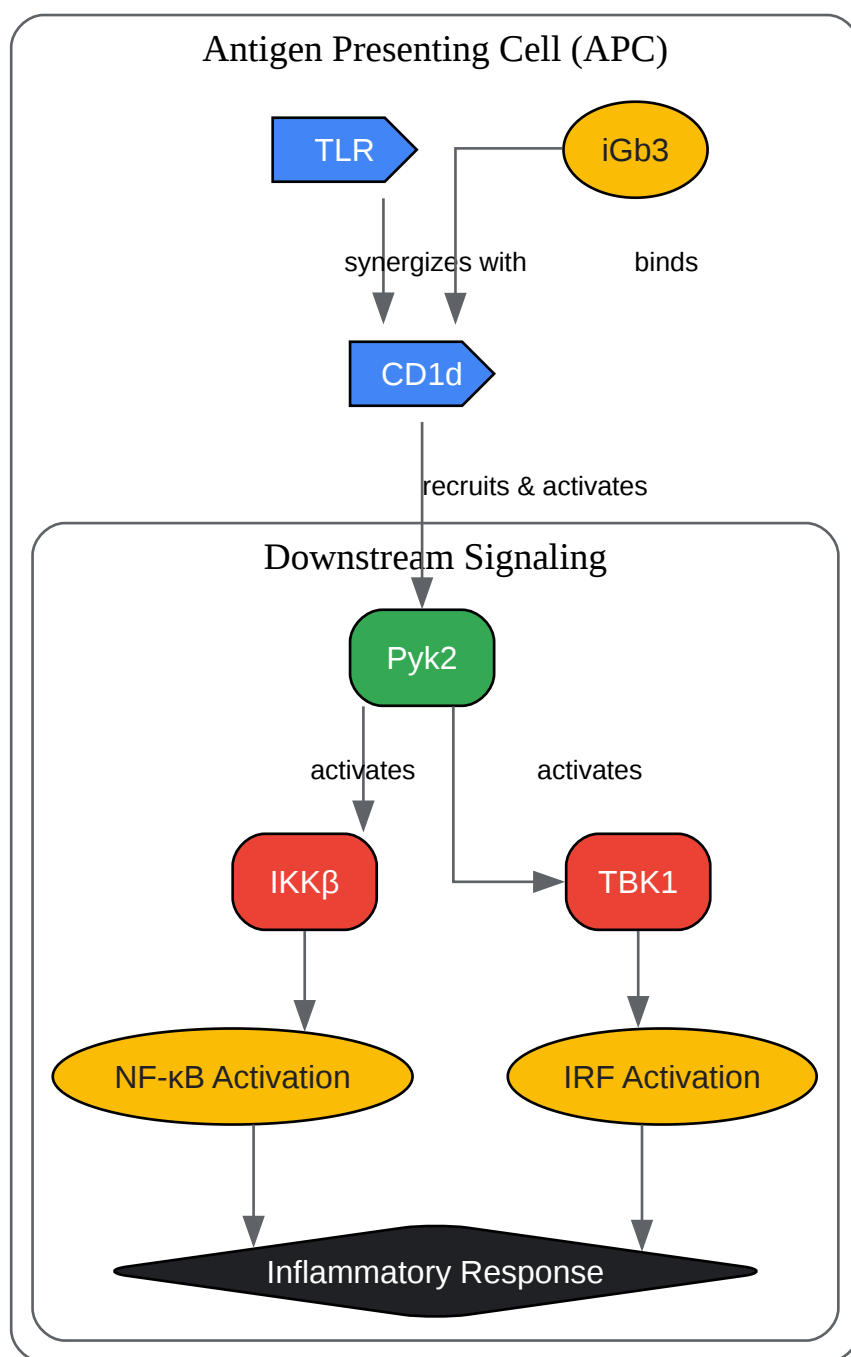 Antigen Presenting Cell (APC)
TLR
iGb3
synergizes with
binds
CD1d
recruits & activates
Downstream Signaling
Pyk2
activates
activates
IKKβ
TBK1
NF-κB Activation
IRF Activation
Inflammatory Response